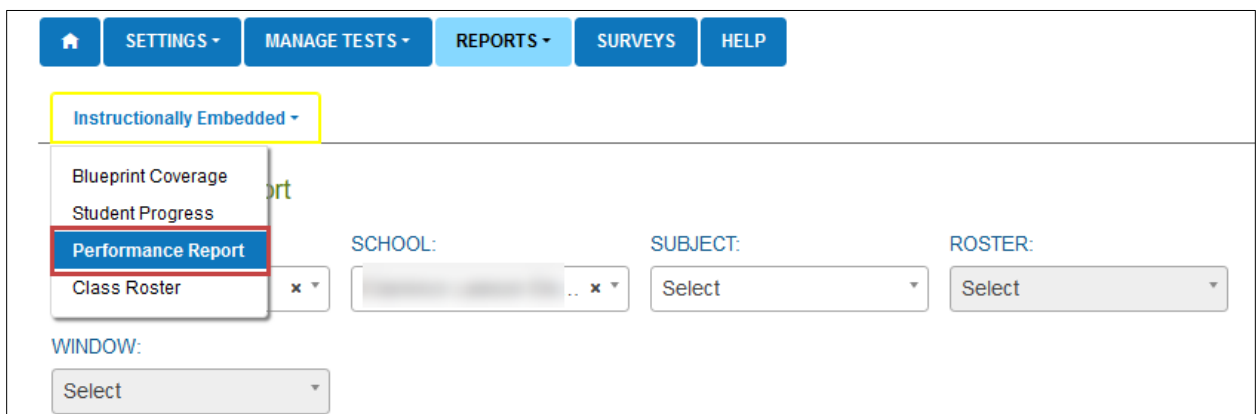 SETTINGS MANAGE TESTS REPORTS SURVEYS HELP
Instructionally Embedded
Blueprint Coverage
ort
Student Progress
Performance Report
SCHOOL: SUBJECT: ROSTER:
Class Roster × .. × Select Select
WINDOW:
Select